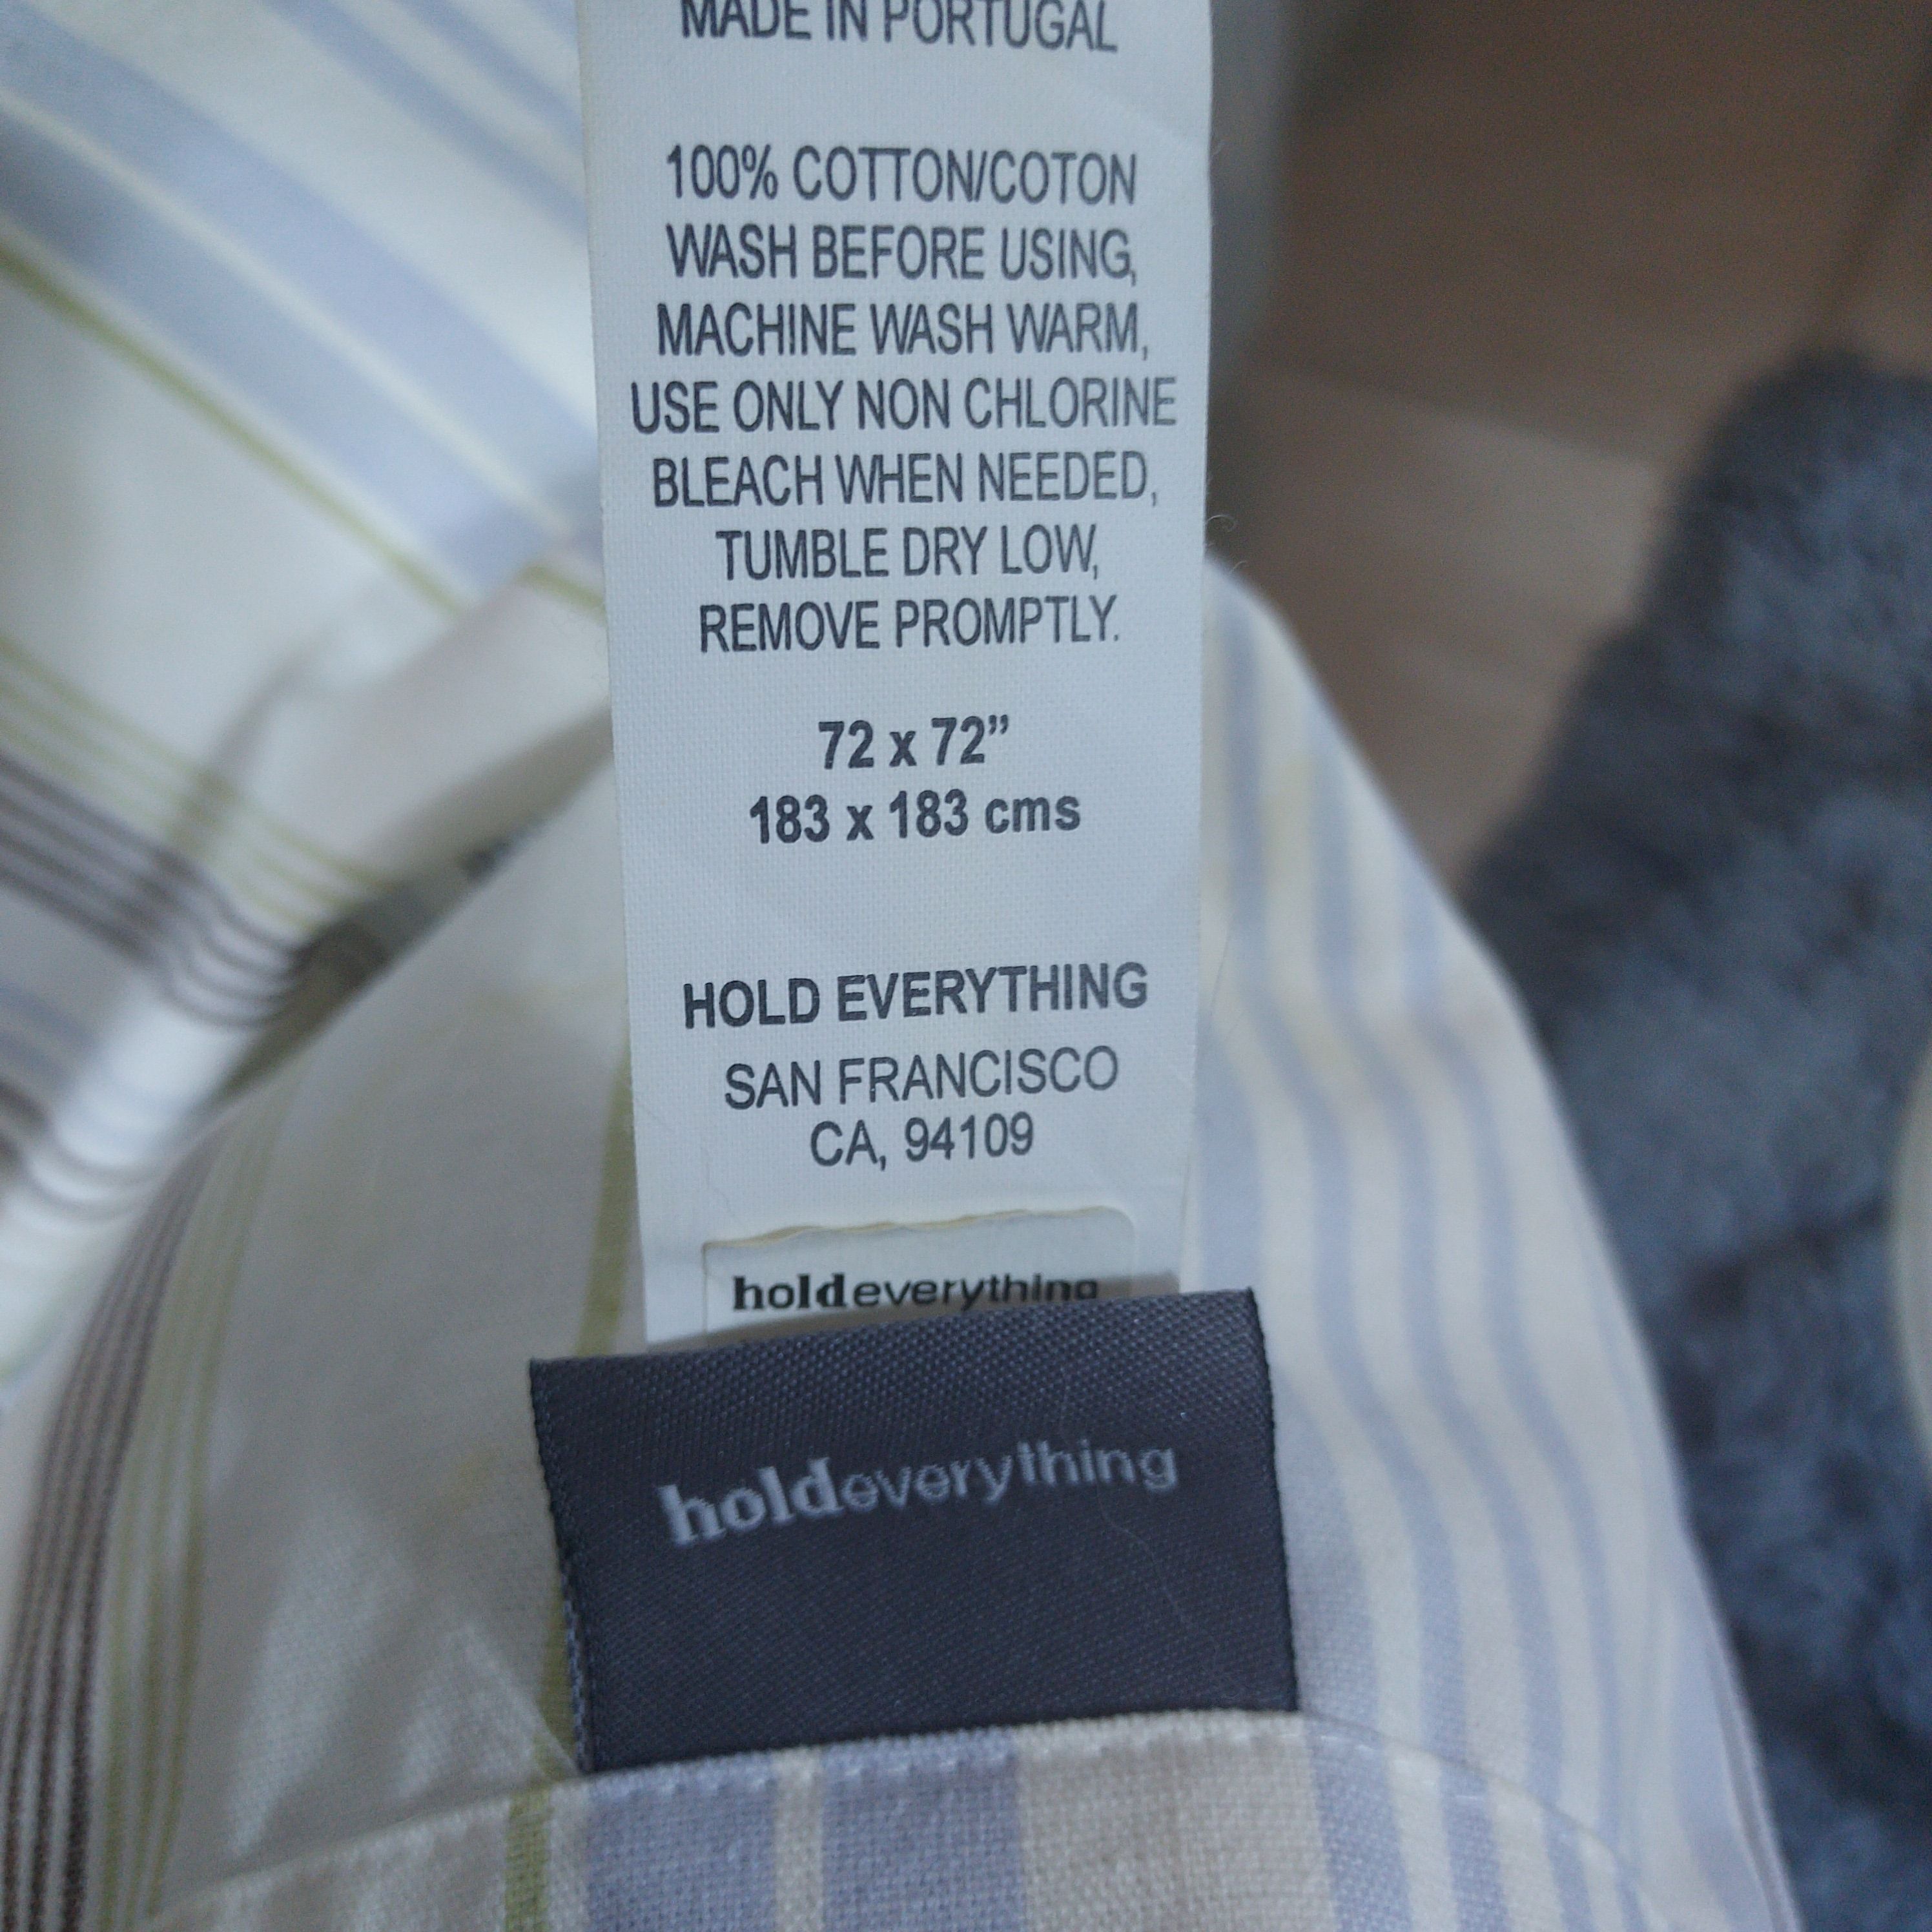 MADE IN PORTUGAL
100% COTTON/COTON
WASH BEFORE USING,
MACHINE WASH WARM,
USE ONLY NON CHLORINE
BLEACH WHEN NEEDED,
TUMBLE DRY LOW,
REMOVE PROMPTLY.
72 x 72”
183 x 183 cms
HOLD EVERYTHING
SAN FRANCISCO
CA, 94109
holdeverything
holdeverything